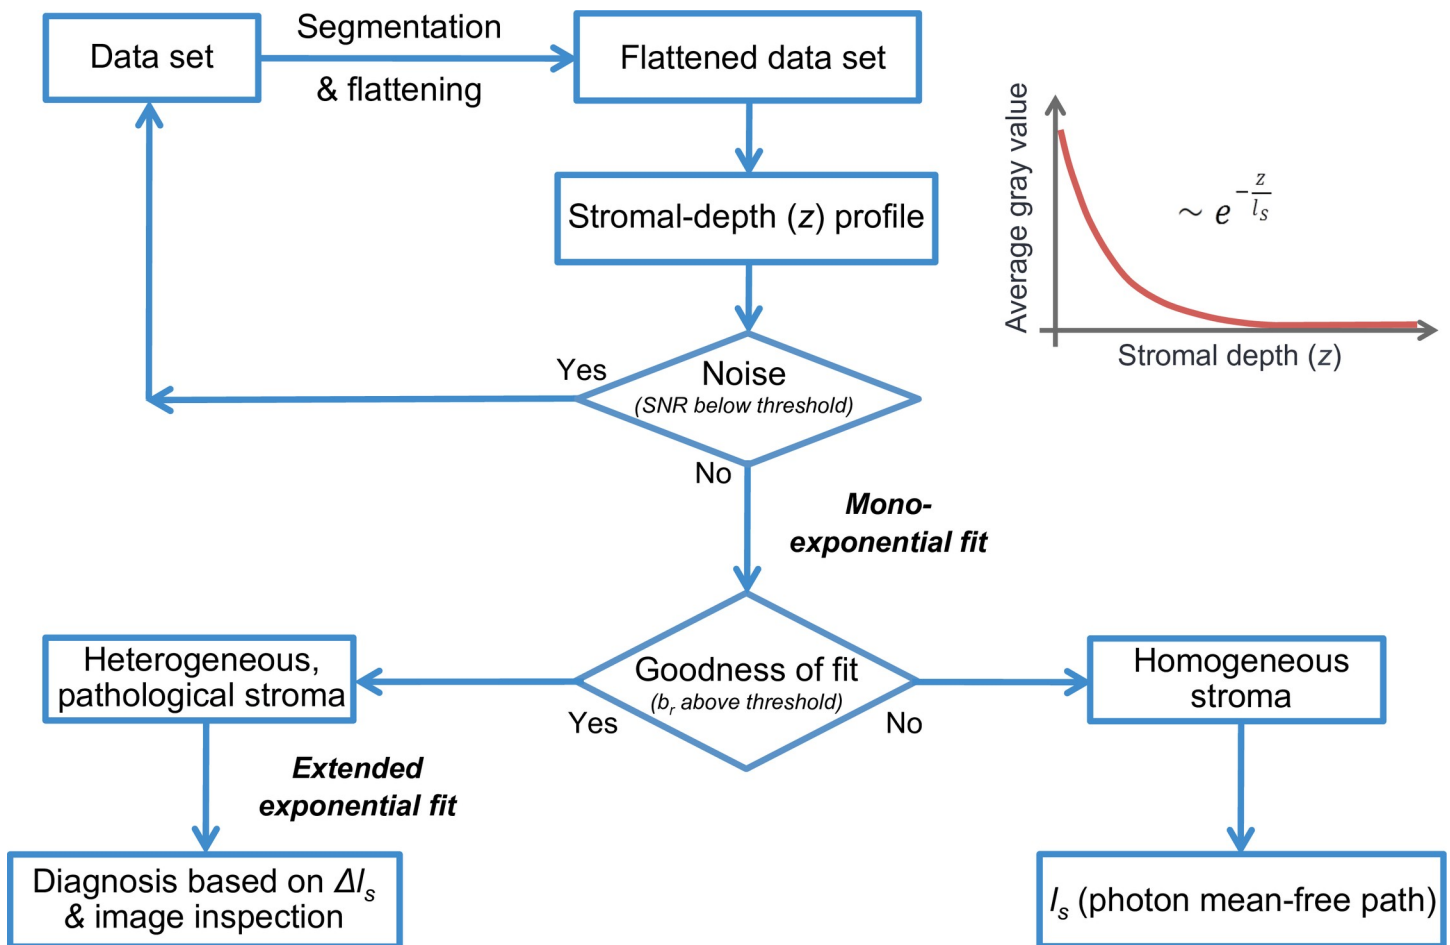 Data set
Segmentation
& flattening
Flattened data set
Stromal-depth (z) profile
Average gray value
∼ e^{-z/l_s}
Stromal depth (z)
Yes
Noise
(SNR below threshold)
No
Mono-
exponential fit
Heterogeneous,
pathological stroma
Goodness of fit
(b_r above threshold)
Yes
No
Homogeneous
stroma
Extended
exponential fit
Diagnosis based on Δl_s
& image inspection
l_s (photon mean-free path)